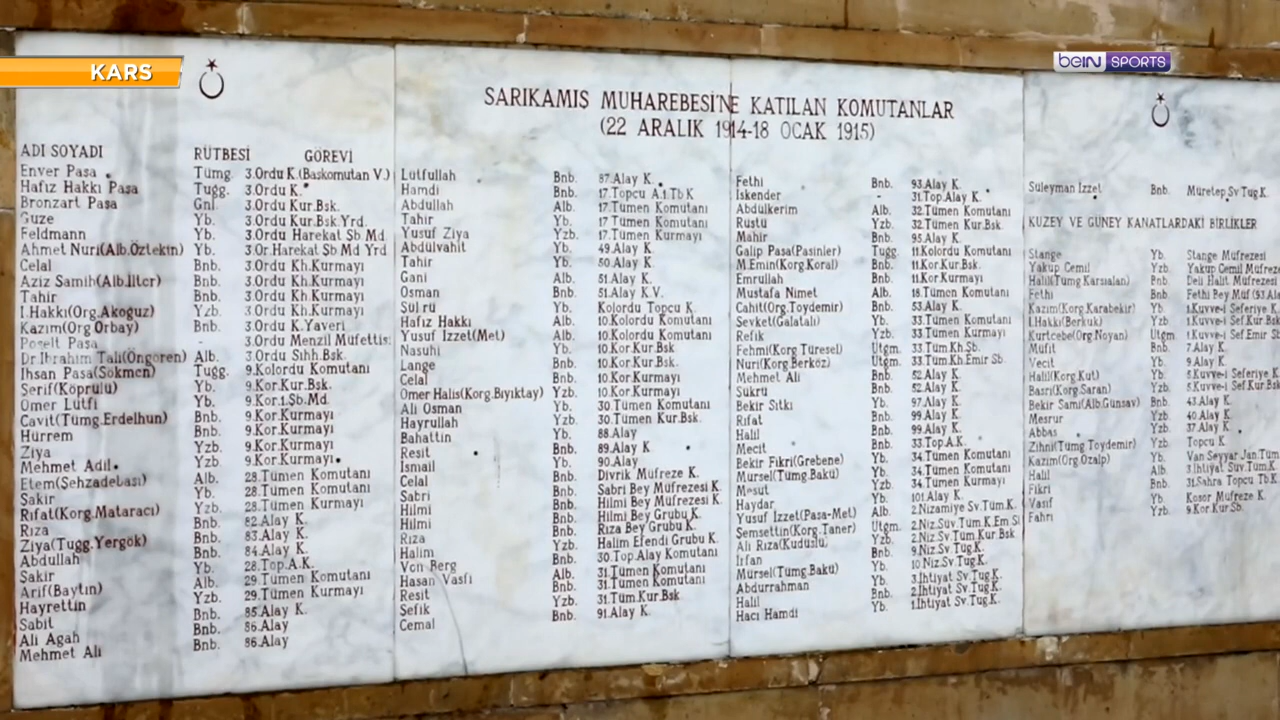 KARS
beIN SPORTS
SARIKAMIŞ MUHAREBESİ'NE KATILAN KOMUTANLAR
(22 ARALIK 1914-18 OCAK 1915)
ADI SOYADI RÜTBESİ GÖREVİ
Enver Paşa Tümg. 3.Ordu K.(Başkomutan V.)
Hafız Hakkı Paşa Tuğg. 3.Ordu K.
Bronzart Paşa Gnl. 3.Ordu Kur.Bşk.
Guze Yb. 3.Ordu Kur.Bşk.Yrd.
Feldmann Yb. 3.Ordu Harekat Şb Md
Ahmet Nuri(Alb.Öztekin) Yb. 3.Or.Harekat Şb Md Yrd
Celal Bnb. 3.Ordu Kh.Kurmayı
Aziz Samih(Alb.İlter) Bnb. 3.Ordu Kh.Kurmayı
Tahir Bnb. 3.Ordu Kh.Kurmayı
İ.Hakkı(Org.Akoğuz) Yzb. 3.Ordu Kh.Kurmayı
Kazım(Org.Orbay) Bnb. 3.Ordu K.Yaveri
Poselt Paşa - 3.Ordu Menzil Müfettiş
Dr.İbrahim Tali(Öngören) Alb. 3.Ordu Sıhh.Bşk.
İhsan Paşa(Sökmen) Tuğg. 9.Kolordu Komutanı
Şerif(Köprülü) Yb. 9.Kor.Kur.Bşk.
Ömer Lütfi Yb. 9.Kor.1.Şb.Md.
Cavit(Tümg.Erdelhun) Bnb. 9.Kor.Kurmayı
Hürrem Bnb. 9.Kor.Kurmayı
Ziya Yzb. 9.Kor.Kurmayı
Mehmet Adil Yzb. 9.Kor.Kurmayı
Etem(Şehzadebaşı) Alb. 28.Tümen Komutanı
Şakir Yb. 28.Tümen Komutanı
Rıfat(Korg.Mataracı) Yzb. 28.Tümen Kurmayı
Rıza Bnb. 82.Alay K.
Ziya(Tuğg.Yergök) Bnb. 83.Alay K.
Abdullah Bnb. 84.Alay K.
Şakir Yb. 28.Top.A.K.
Arif(Baytın) Alb. 29.Tümen Komutanı
Hayrettin Yzb. 29.Tümen Kurmayı
Sabit Bnb. 85.Alay K.
Ali Agah Bnb. 86.Alay
Mehmet Ali Bnb. 86.Alay
Lütfullah Bnb. 87.Alay K.
Hamdi Bnb. 17.Topçu A.1.Tb K
Abdullah Alb. 17.Tümen Komutanı
Tahir Yb. 17.Tümen Komutanı
Yusuf Ziya Yzb. 17.Tümen Kurmayı
Abdülvahit Yb. 49.Alay K.
Tahir Yb. 50.Alay K.
Gani Alb. 51.Alay K.
Osman Bnb. 51.Alay K.V.
Şükrü Yb. Kolordu Topçu K.
Hafız Hakkı Alb. 10.Kolordu Komutanı
Yusuf İzzet(Met) Alb. 10.Kolordu Komutanı
Nasuhi Yb. 10.Kor.Kur.Bşk.
Lange Bnb. 10.Kor.Kur.Bşk.
Celal Bnb. 10.Kor.Kurmayı
Ömer Halis(Korg.Bıyıktay) Yzb. 10.Kor.Kurmayı
Ali Osman Yb. 30.Tümen Komutanı
Hayrullah Yzb. 30.Tümen Kur.Bşk.
Bahattin Yb. 88.Alay
Reşit Bnb. 89.Alay K
İsmail Yb. 90.Alay
Celal Bnb. Divrik Müfreze K.
Sabri Bnb. Sabri Bey Müfrezesi K.
Hilmi Bnb. Hilmi Bey Müfrezesi K.
Hilmi Bnb. Hilmi Bey Grubu K.
Rıza Bnb. Rıza Bey Grubu K.
Halim Yzb. Halim Efendi Grubu K.
Von Berg Bnb. 30.Top.Alay Komutanı
Hasan Vasfi Alb. 31.Tümen Komutanı
Reşit Bnb. 31.Tümen Komutanı
Şefik Yzb. 31.Tüm.Kur.Bşk.
Cemal Bnb. 91.Alay K.
Fethi Bnb. 93.Alay K.
İskender - 31.Top.Alay K.
Abdülkerim Alb. 32.Tümen Komutanı
Rüştü Yzb. 32.Tümen Kur.Bşk.
Mahir Bnb. 95.Alay K.
Galip Paşa(Pasinler) Tuğg. 11.Kolordu Komutanı
M.Emin(Korg.Koral) Bnb. 11.Kor.Kur.Bşk.
Emrullah Bnb. 11.Kor.Kurmayı
Mustafa Nimet Alb. 18.Tümen Komutanı
Cahit(Org.Toydemir) Bnb. 53.Alay K.
Şevket(Galatalı) Yb. 33.Tümen Komutanı
Refik Yzb. 33.Tümen Kurmayı
Fehmi(Korg.Türesel) Utğm. 33.Tüm.Kh.Şb.
Nuri(Korg.Berköz) Utğm. 33.Tüm.Kh.Emir Sb.
Mehmet Ali Bnb. 52.Alay K.
Şükrü Bnb. 52.Alay K.
Bekir Sıtkı Yb. 97.Alay K.
Rıfat Bnb. 99.Alay K.
Halil Bnb. 99.Alay K.
Mecit Bnb. 33.Top.A.K.
Bekir Fikri(Grebene) Yb. 34.Tümen Komutanı
Mürsel(Tümg.Bakü) Yb. 34.Tümen Komutanı
Mesut Yzb. 34.Tümen Kurmayı
Haydar Yb. 101.Alay K.
Yusuf İzzet(Paşa-Met) Alb. 2.Nizamiye Sv.Tüm.K.
Şemsettin(Korg.Taner) Utğm. 2.Niz.Süv.Tüm.K.Em
Ali Rıza(Kudüslü) Yzb. 2.Niz.Sv.Tüm.Kur.Bşk
İrfan Bnb. 9.Niz.Sv.Tuğ.K.
Mürsel(Tümg.Bakü) Yb. 10.Niz.Sv.Tuğ.K.
Abdurrahman Yb. 3.İhtiyat Sv.Tuğ.K.
Halil Bnb. 2.İhtiyat Sv.Tuğ.K.
Hacı Hamdi Yb. 1.İhtiyat Sv.Tuğ.K.
Süleyman İzzet Bnb. Müretep Sv Tuğ.K.
KUZEY VE GÜNEY KANATLARDAKİ BİRLİKLER
Stange Yb. Stange Müfrezesi
Yakup Cemil Yzb. Yakup Cemil Müfreze
Halit(Tümg Karsıalan) Bnb. Deli Halit Müfrezesi
Fethi Bnb. Fethi Bey Müf (53.Al
Kazım(Korg.Karabekir) Yb. 1.Kuvve-i Seferiye K.
İ.Hakkı(Berkuk) Yb. 1.Kuvve-i Sef Kur.Bşk
Kurtcebe(Org Noyan) Utğm. 1.Kuvve-i Sef Emir Sb
Müfit Bnb. 7.Alay K.
Vecit Yb. 9.Alay K.
Halil(Korg.Kut) Yb. 5.Kuvve-i Seferiye K.
Basri(Korg.Saran) Yzb. 5.Kuvve-i Sef Kur.Bşk
Bekir Sami(Alb.Günsav) Bnb. 43.Alay K.
Mesrur Yzb. 40.Alay K.
Abbas Yb. 37.Alay K.
Zihni(Tümg Toydemir) Yzb. Topçu K.
Kazım(Org.Özalp) Yb. Van Seyyar Jan.Tüm
Halil Alb. 3.İhtiyat Süv.Tüm.K.
Fikri Bnb. 31.Sahra Topçu Tb.K
Vasıf Yb. Kosor Müfreze K.
Fahri Yzb. 9.Kor.Kur Sb.